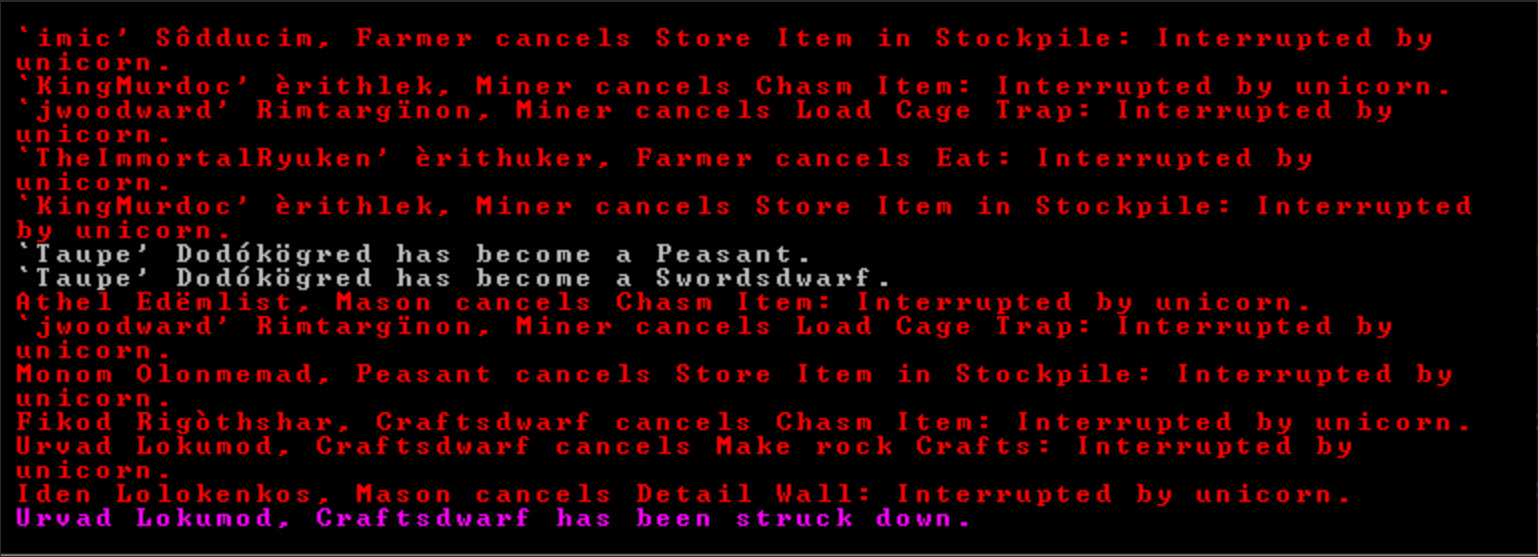 `imic’ Sôdducim, Farmer cancels Store Item in Stockpile: Interrupted by
unicorn.
`KingMurdoc’ èrithlek, Miner cancels Chasm Item: Interrupted by unicorn.
`jwoodward’ Rimtargïnon, Miner cancels Load Cage Trap: Interrupted by
unicorn.
`TheImmortalRyuken’ èrithuker, Farmer cancels Eat: Interrupted by
unicorn.
`KingMurdoc’ èrithlek, Miner cancels Store Item in Stockpile: Interrupted
by unicorn.
`Taupe’ Dodókögred has become a Peasant.
`Taupe’ Dodókögred has become a Swordsdwarf.
Athel Edëmlist, Mason cancels Chasm Item: Interrupted by unicorn.
`jwoodward’ Rimtargïnon, Miner cancels Load Cage Trap: Interrupted by
unicorn.
Monom Olonmemad, Peasant cancels Store Item in Stockpile: Interrupted by
unicorn.
Fikod Rigòthshar, Craftsdwarf cancels Chasm Item: Interrupted by unicorn.
Urvad Lokumod, Craftsdwarf cancels Make rock Crafts: Interrupted by
unicorn.
Iden Lolokenkos, Mason cancels Detail Wall: Interrupted by unicorn.
Urvad Lokumod, Craftsdwarf has been struck down.